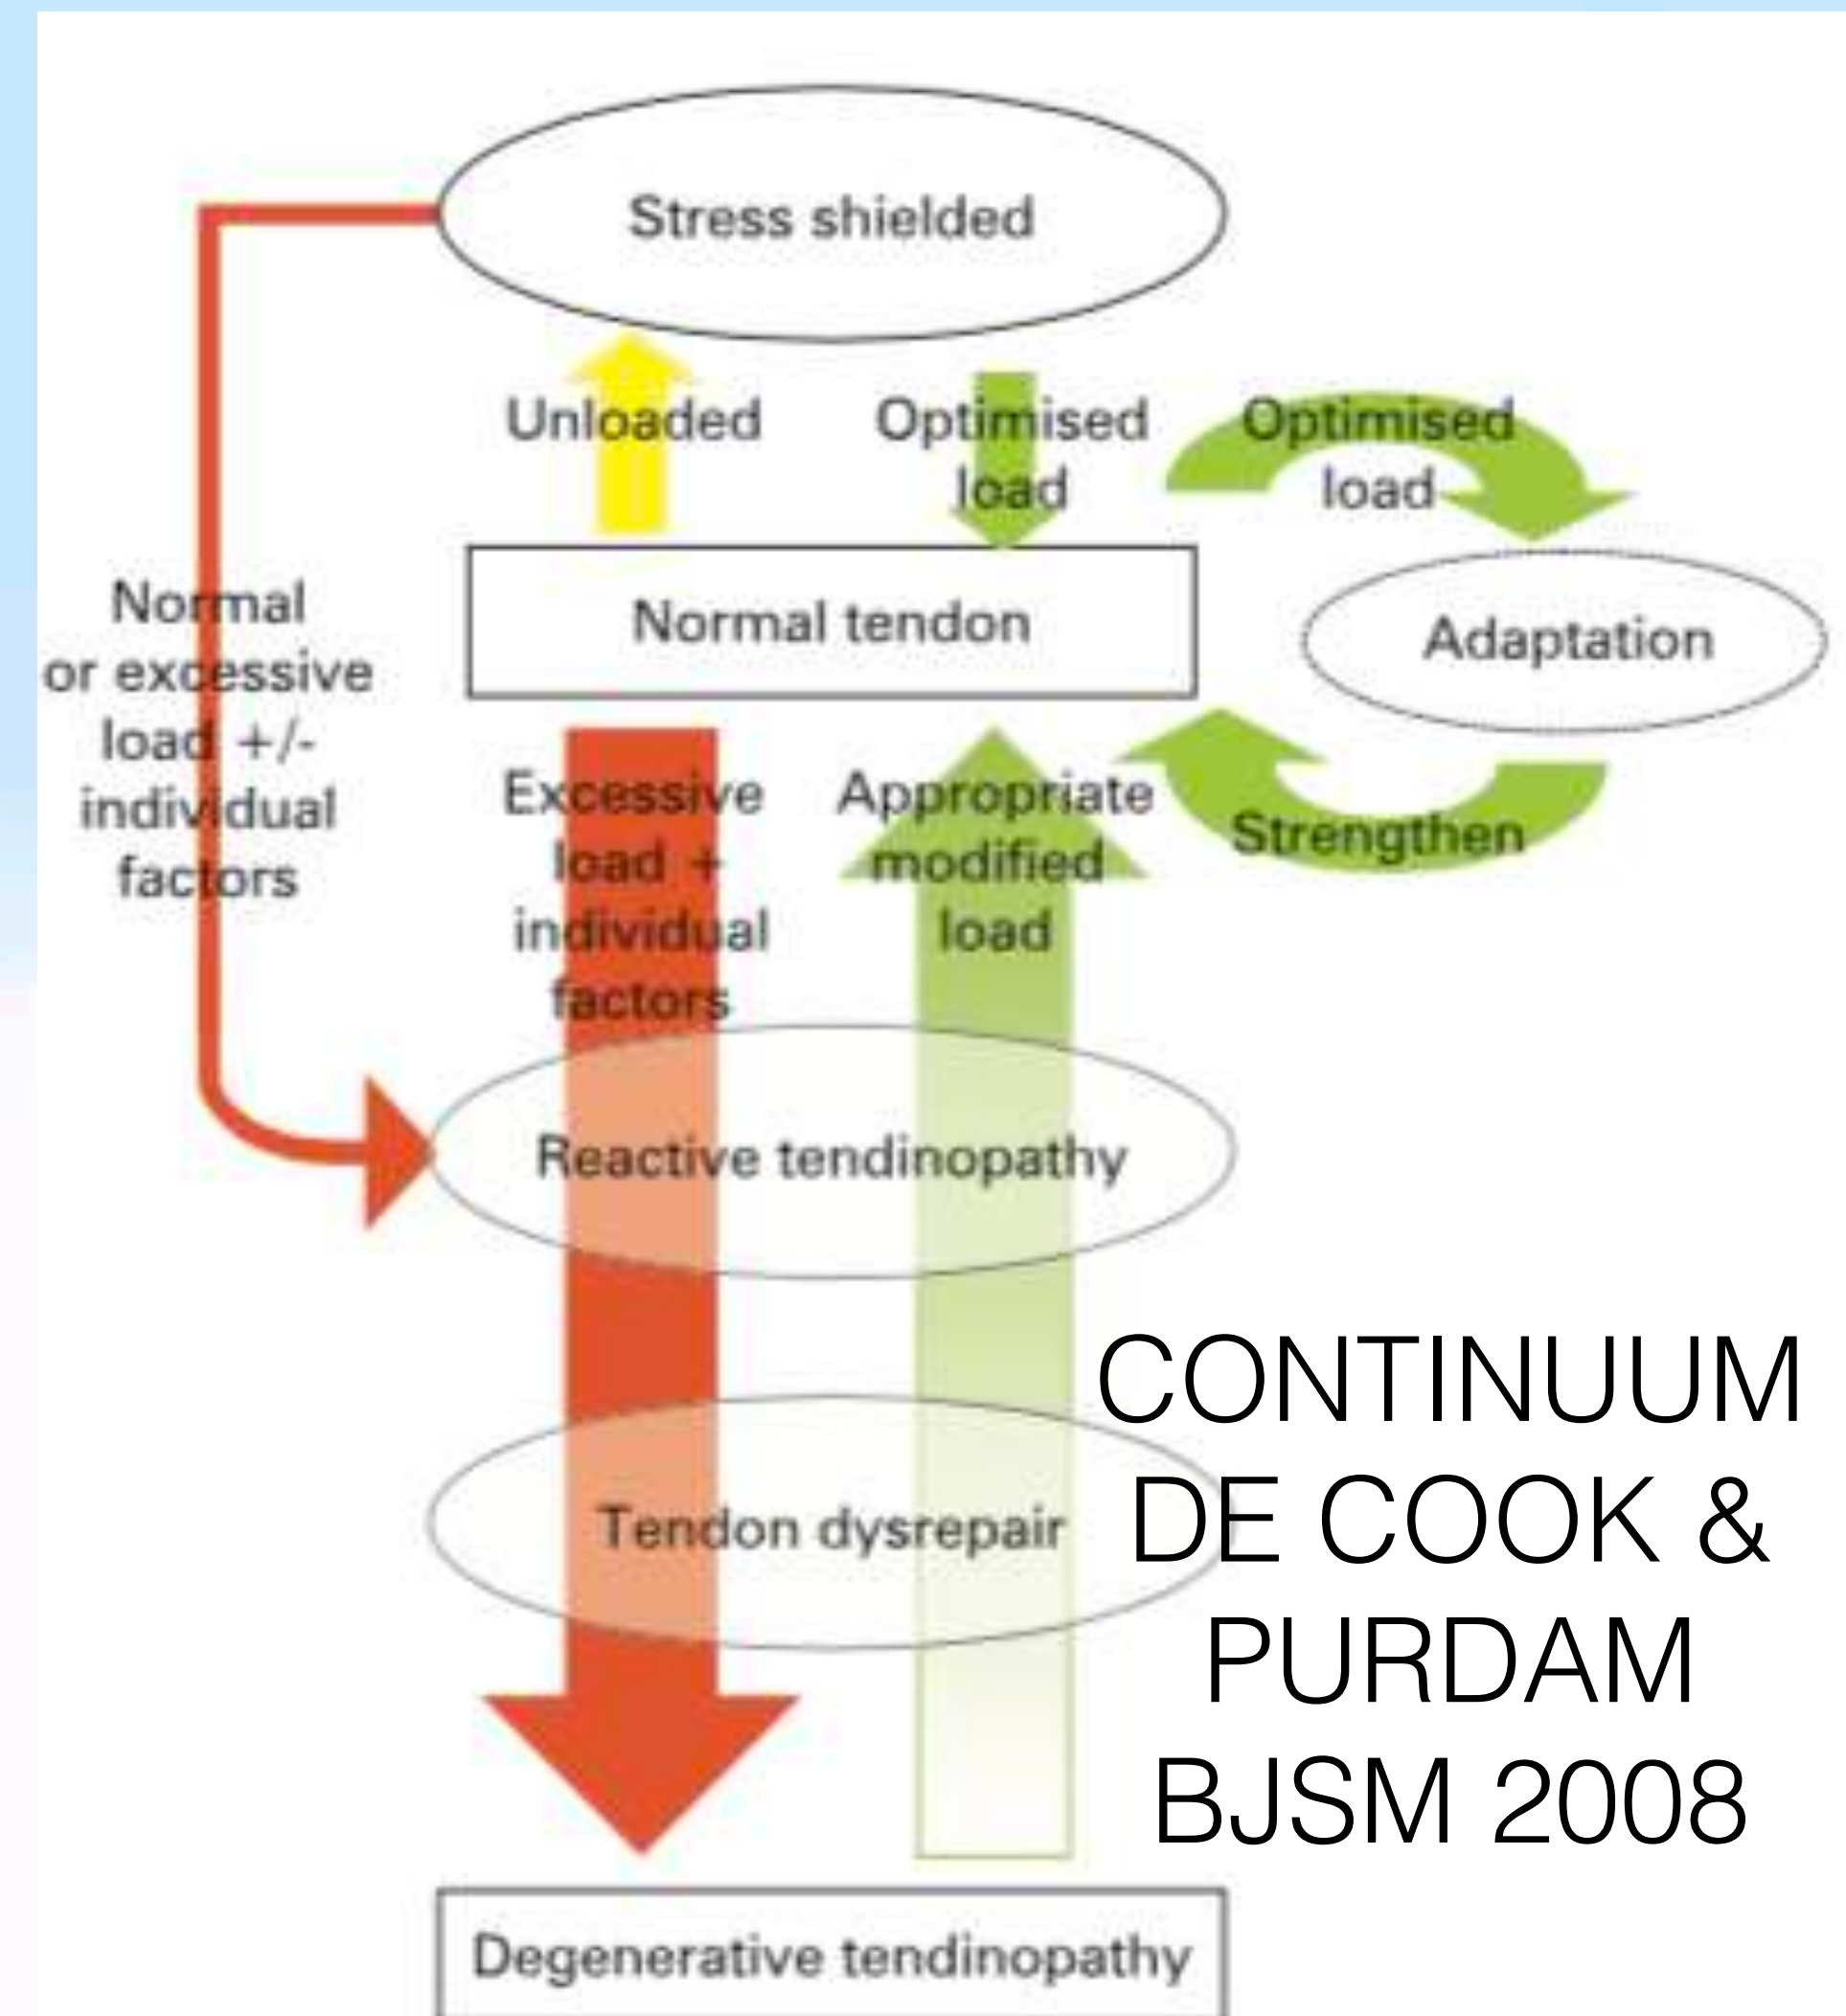 Stress shielded
Unloaded
Optimised
load
Optimised
load
Normal
or excessive
load +/-
individual
factors
Normal tendon
Adaptation
Excessive
load +
individual
factors
Appropriate
modified
load
Strengthen
Reactive tendinopathy
Tendon dysrepair
Degenerative tendinopathy
CONTINUUM
DE COOK &
PURDAM
BJSM 2008